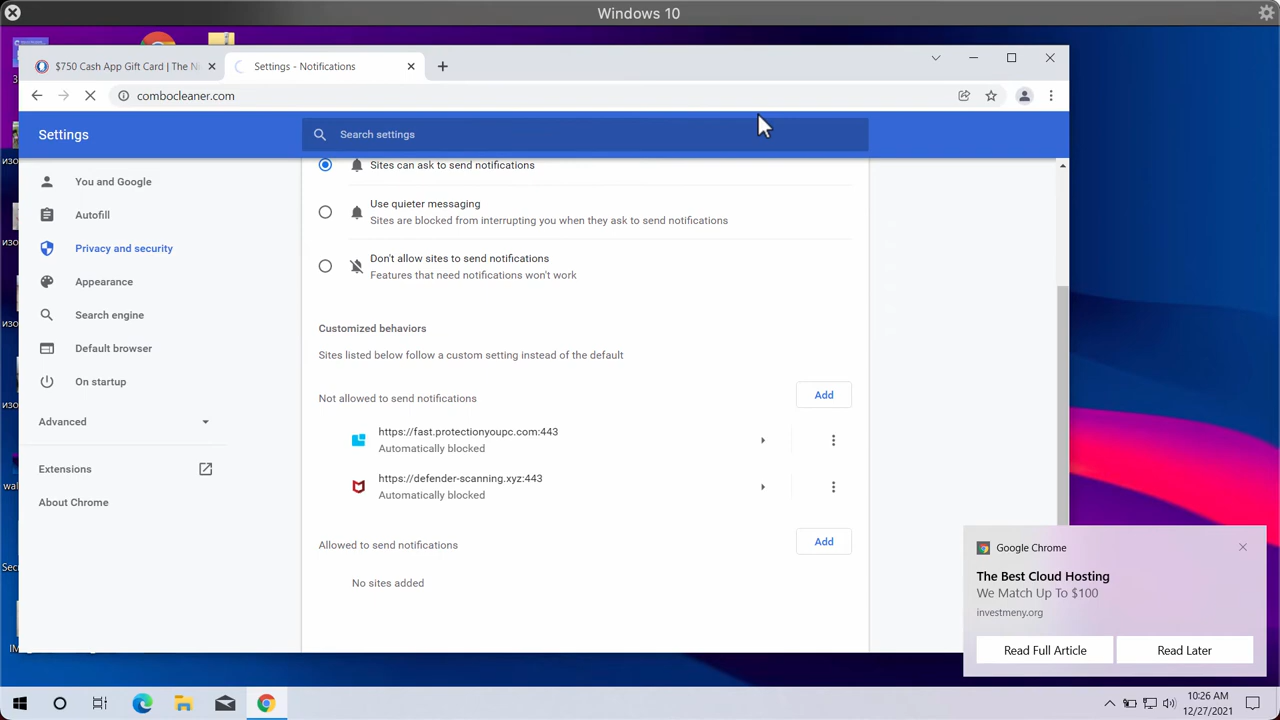 Windows 10
$750 Cash App Gift Card | The Ni
Settings - Notifications
combocleaner.com
Settings
Search settings
You and Google
Autofill
Privacy and security
Appearance
Search engine
Default browser
On startup
Advanced
Extensions
About Chrome
Sites can ask to send notifications
Use quieter messaging
Sites are blocked from interrupting you when they ask to send notifications
Don't allow sites to send notifications
Features that need notifications won't work
Customized behaviors
Sites listed below follow a custom setting instead of the default
Not allowed to send notifications
Add
https://fast.protectionyoupc.com:443
Automatically blocked
https://defender-scanning.xyz:443
Automatically blocked
Allowed to send notifications
Add
No sites added
Google Chrome
The Best Cloud Hosting
We Match Up To $100
investmeny.org
Read Full Article
Read Later
10:26 AM
12/27/2021